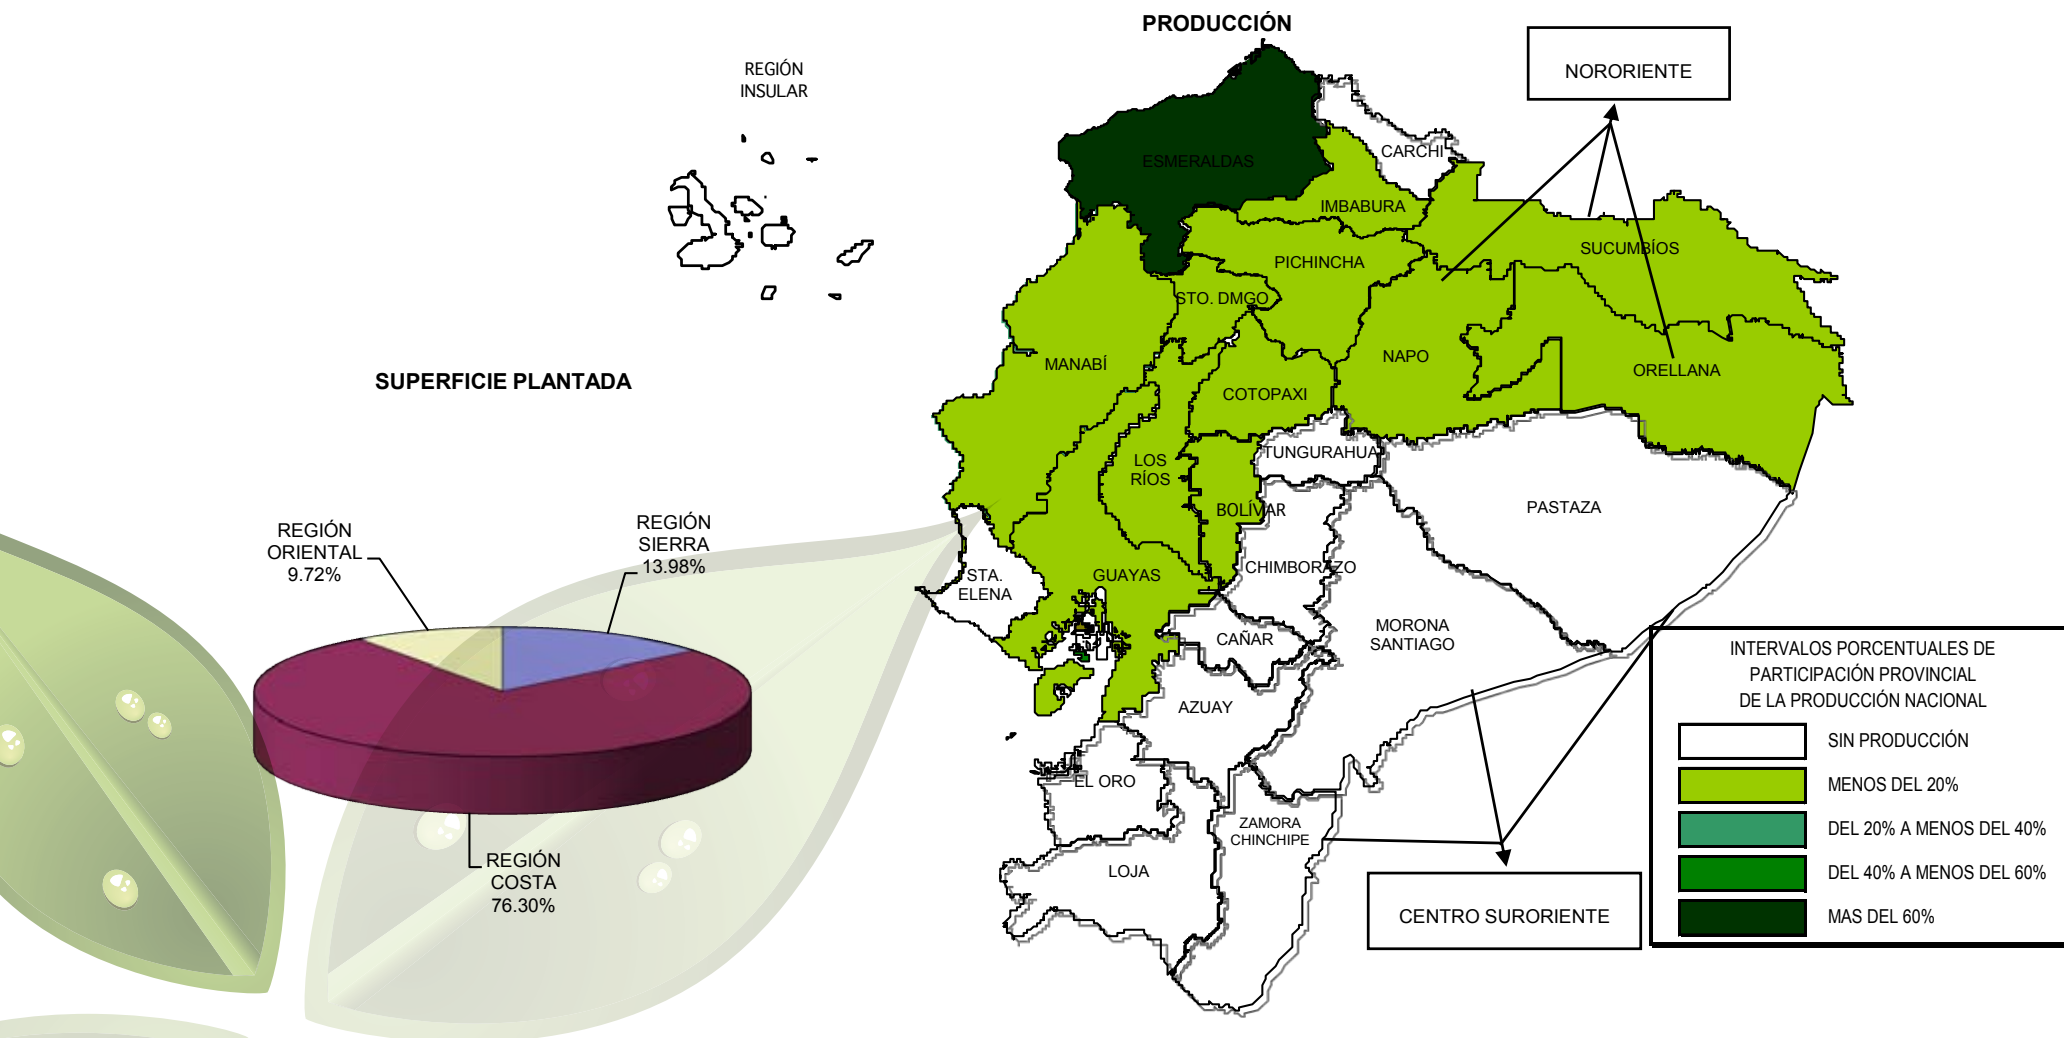 PRODUCCIÓN
REGIÓN
INSULAR
NORORIENTE
CARCHI
ESMERALDAS
IMBABURA
SUCUMBÍOS
PICHINCHA
STO. DMGO
MANABÍ
NAPO
ORELLANA
COTOPAXI
TUNGURAHUA
LOS
RÍOS
BOLÍVAR
PASTAZA
CHIMBORAZO
STA.
ELENA
GUAYAS
CAÑAR
MORONA
SANTIAGO
AZUAY
EL ORO
ZAMORA
CHINCHIPE
LOJA
CENTRO SURORIENTE
SUPERFICIE PLANTADA
REGIÓN
ORIENTAL
9.72%
REGIÓN
SIERRA
13.98%
REGIÓN
COSTA
76.30%
INTERVALOS PORCENTUALES DE
PARTICIPACIÓN PROVINCIAL
DE LA PRODUCCIÓN NACIONAL
SIN PRODUCCIÓN
MENOS DEL 20%
DEL 20% A MENOS DEL 40%
DEL 40% A MENOS DEL 60%
MAS DEL 60%